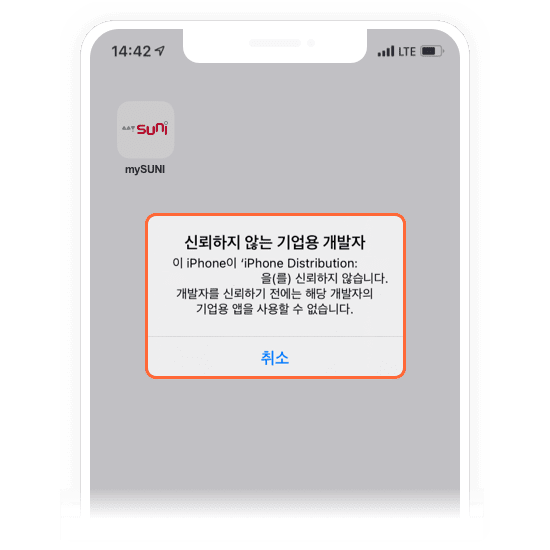 14:42 LTE
suni
mySUNI
신뢰하지 않는 기업용 개발자
이 iPhone이 ‘iPhone Distribution:
을(를) 신뢰하지 않습니다.
개발자를 신뢰하기 전에는 해당 개발자의
기업용 앱을 사용할 수 없습니다.
취소